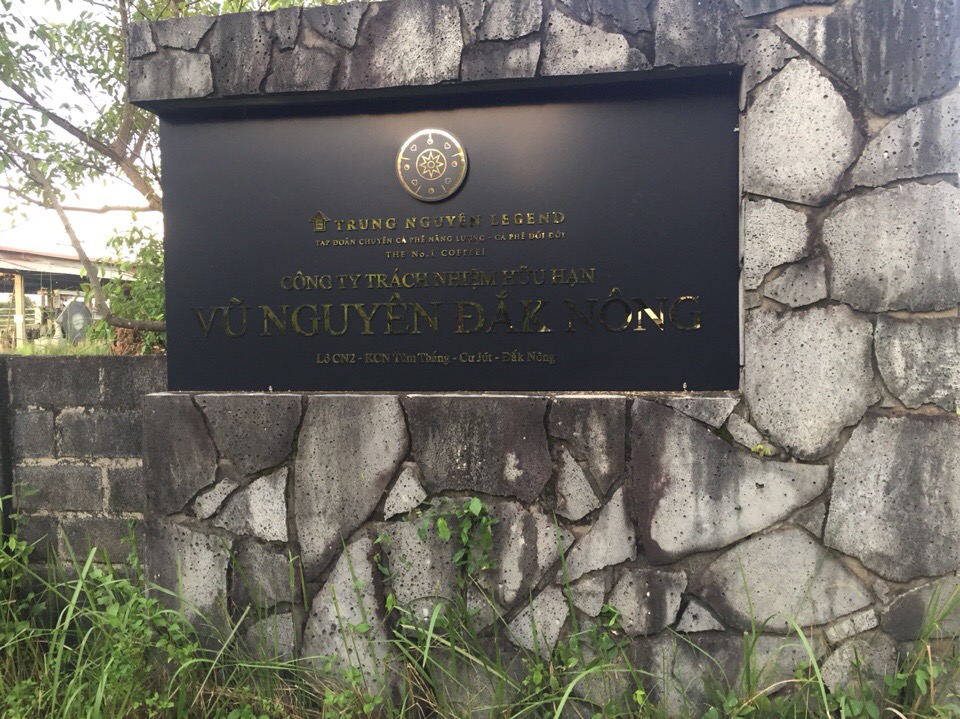 TRUNG NGUYÊN LEGEND
TẬP ĐOÀN CHUYÊN CÀ PHÊ NĂNG LƯỢNG - CÀ PHÊ ĐỔI ĐỜI
THE No.1 COFFEE!
CÔNG TY TRÁCH NHIỆM HỮU HẠN
VŨ NGUYÊN ĐẮK NÔNG
Lô CN2 - KCN Tâm Thắng - Cư Jút - Đắk Nông